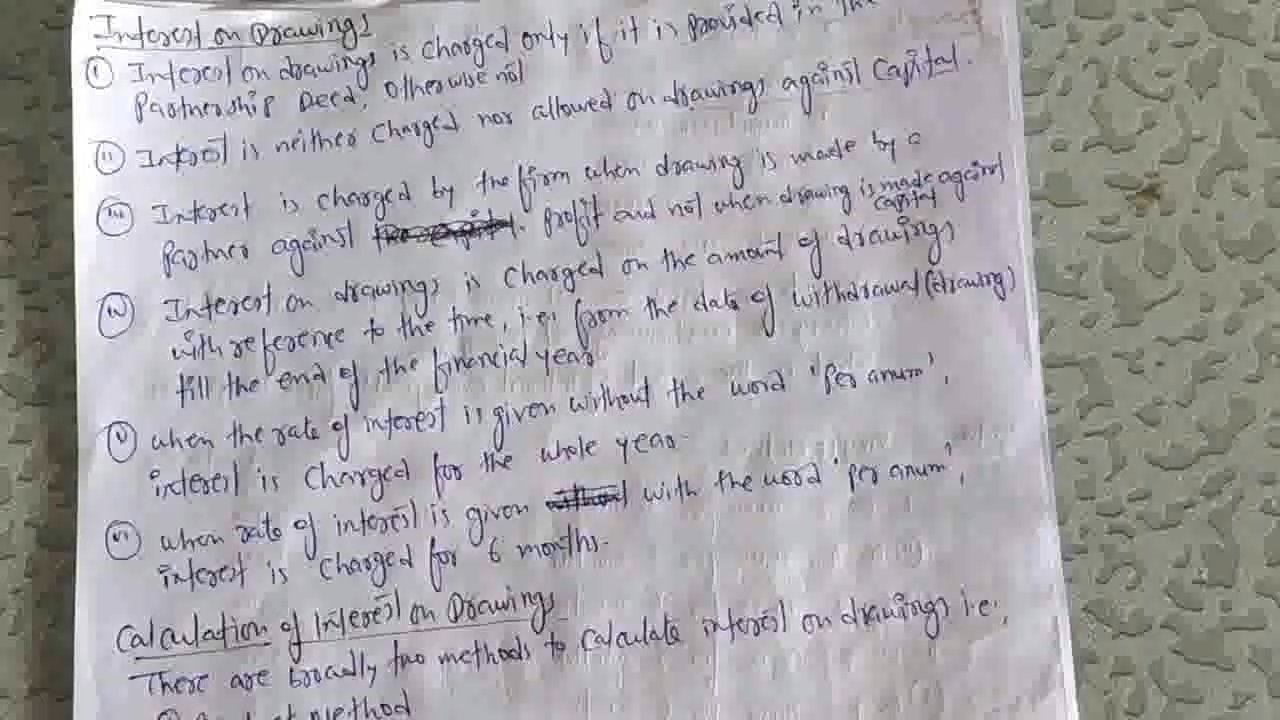 Interest on Drawings
(i) Interest on drawings is charged only if it is provided in the
Partnership Deed, otherwise not
(ii) Interest is neither charged nor allowed on drawings against Capital.
(iii) Interest is charged by the firm when drawing is made by a
Partner against profit and not when drawing is made against
capital
(iv) Interest on drawings is charged on the amount of drawings
with reference to the time, i.e. from the date of withdrawal (drawing)
till the end of the financial year
(v) when the rate of interest is given without the word 'per anum',
interest is charged for the whole year.
(vi) when rate of interest is given with the word 'per anum',
interest is charged for 6 months.
Calculation of Interest on Drawings
There are broadly two methods to calculate interest on drawings i.e;
method